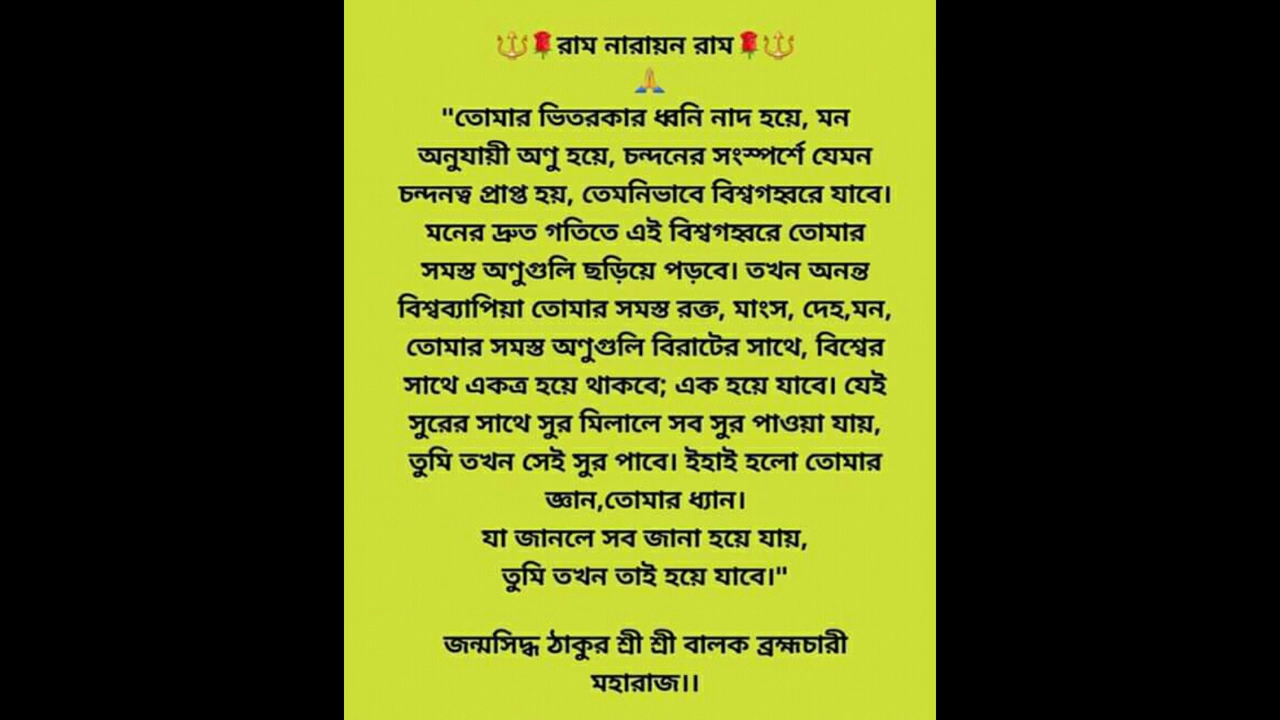 🔱🌹রাম নারায়ন রাম🌹🔱
🙏
"তোমার ভিতরকার ধ্বনি নাদ হয়ে, মন
অনুযায়ী অণু হয়ে, চন্দনের সংস্পর্শে যেমন
চন্দনত্ব প্রাপ্ত হয়, তেমনিভাবে বিশ্বগহ্বরে যাবে।
মনের দ্রুত গতিতে এই বিশ্বগহ্বরে তোমার
সমস্ত অণুগুলি ছড়িয়ে পড়বে। তখন অনন্ত
বিশ্বব্যাপিয়া তোমার সমস্ত রক্ত, মাংস, দেহ,মন,
তোমার সমস্ত অণুগুলি বিরাটের সাথে, বিশ্বের
সাথে একত্র হয়ে থাকবে; এক হয়ে যাবে। যেই
সুরের সাথে সুর মিলালে সব সুর পাওয়া যায়,
তুমি তখন সেই সুর পাবে। ইহাই হলো তোমার
জ্ঞান,তোমার ধ্যান।
যা জানলে সব জানা হয়ে যায়,
তুমি তখন তাই হয়ে যাবে।"
জন্মসিদ্ধ ঠাকুর শ্রী শ্রী বালক ব্রহ্মচারী
মহারাজ।।